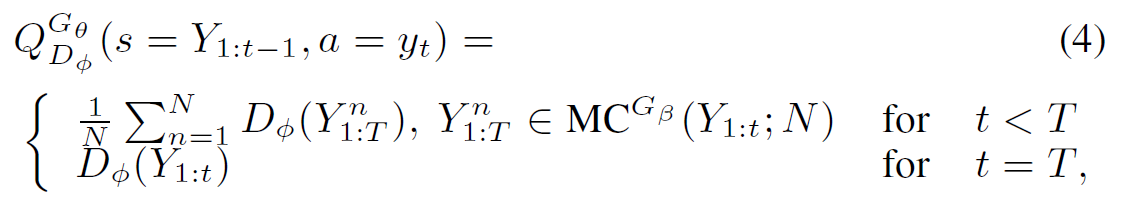 Q^{G_θ}_{D_φ}(s = Y_{1:t−1}, a = y_t) = (4)
{ \frac{1}{N} ∑_{n=1}^{N} D_φ(Y^n_{1:T}), Y^n_{1:T} ∈ MC^{G_β}(Y_{1:t}; N) for t < T
D_φ(Y_{1:t}) for t = T,